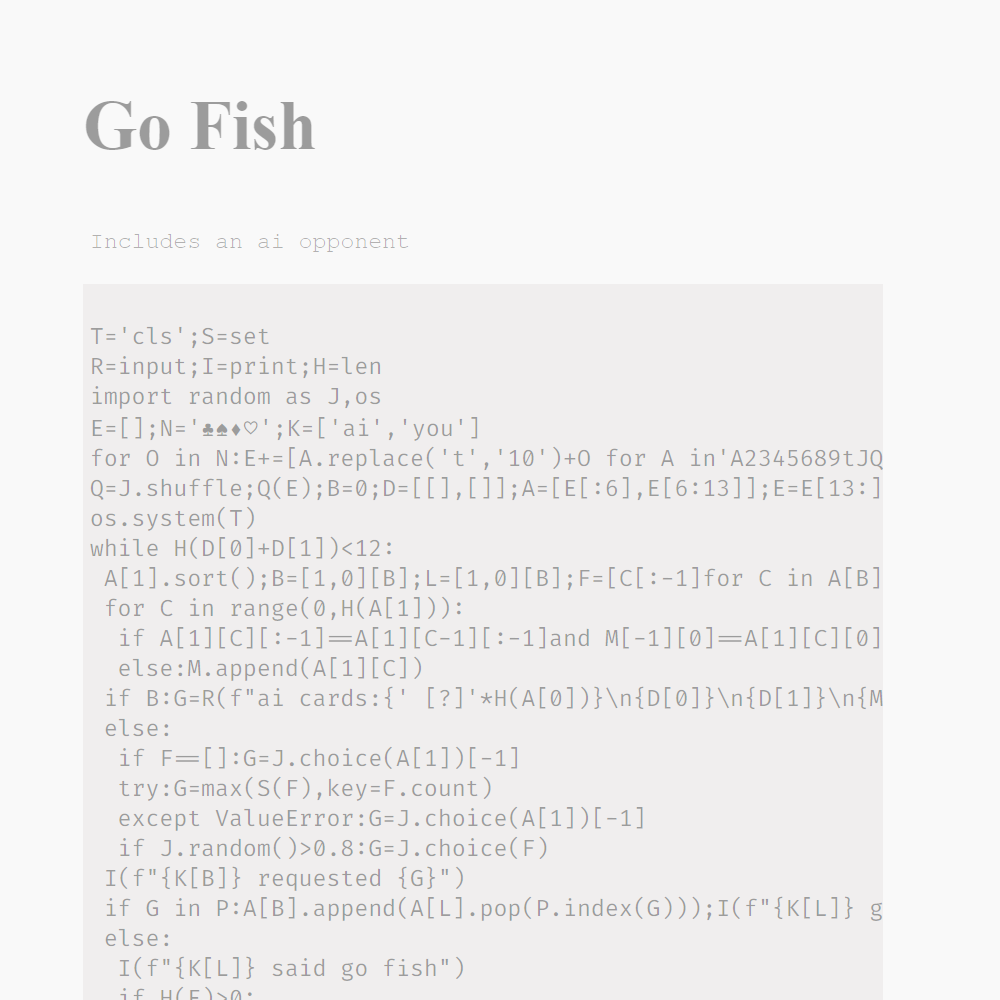 Go Fish
Includes an ai opponent
T='cls';S=set
R=input;I=print;H=len
import random as J,os
E=[];N='♣♠♦♡';K=['ai','you']
for O in N:E+=[A.replace('t','10')+O for A in'A2345689tJQ
Q=J.shuffle;Q(E);B=0;D=[[],[]];A=[E[:6],E[6:13]];E=E[13:]
os.system(T)
while H(D[0]+D[1])<12:
 A[1].sort();B=[1,0][B];L=[1,0][B];F=[C[:-1]for C in A[B]
 for C in range(0,H(A[1])):
  if A[1][C][:-1]==A[1][C-1][:-1]and M[-1][0]==A[1][C][0]
  else:M.append(A[1][C])
 if B:G=R(f"ai cards:{' [?]'*H(A[0])}\n{D[0]}\n{D[1]}\n{M
 else:
  if F==[]:G=J.choice(A[1])[-1]
  try:G=max(S(F),key=F.count)
  except ValueError:G=J.choice(A[1])[-1]
  if J.random()>0.8:G=J.choice(F)
 I(f"{K[B]} requested {G}")
 if G in P:A[B].append(A[L].pop(P.index(G)));I(f"{K[L]} g
 else:
  I(f"{K[L]} said go fish")
  if H(E)>0: